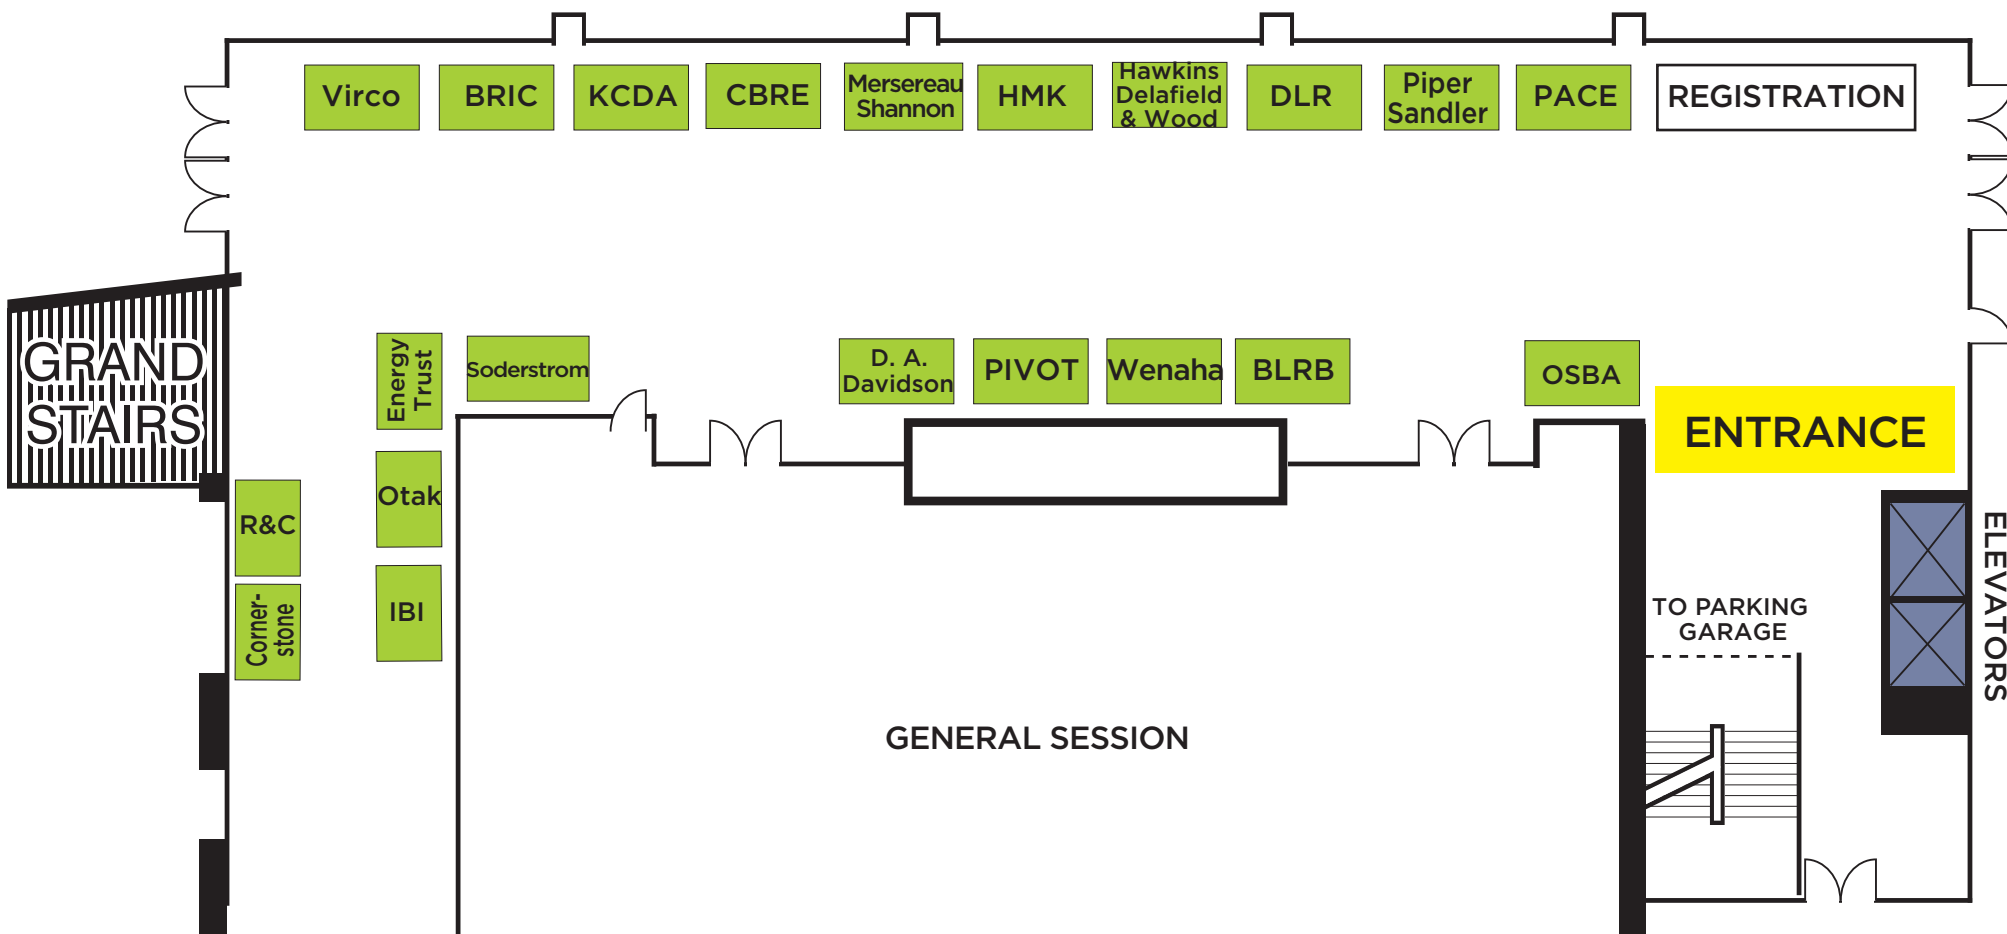 Virco
BRIC
KCDA
CBRE
Mersereau
Shannon
HMK
Hawkins
Delafield
& Wood
DLR
Piper
Sandler
PACE
REGISTRATION
GRAND
STAIRS
Energy
Trust
Soderstrom
D. A.
Davidson
PIVOT
Wenaha
BLRB
OSBA
ENTRANCE
R&C
Otak
Corner-
stone
IBI
TO PARKING
GARAGE
ELEVATORS
GENERAL SESSION